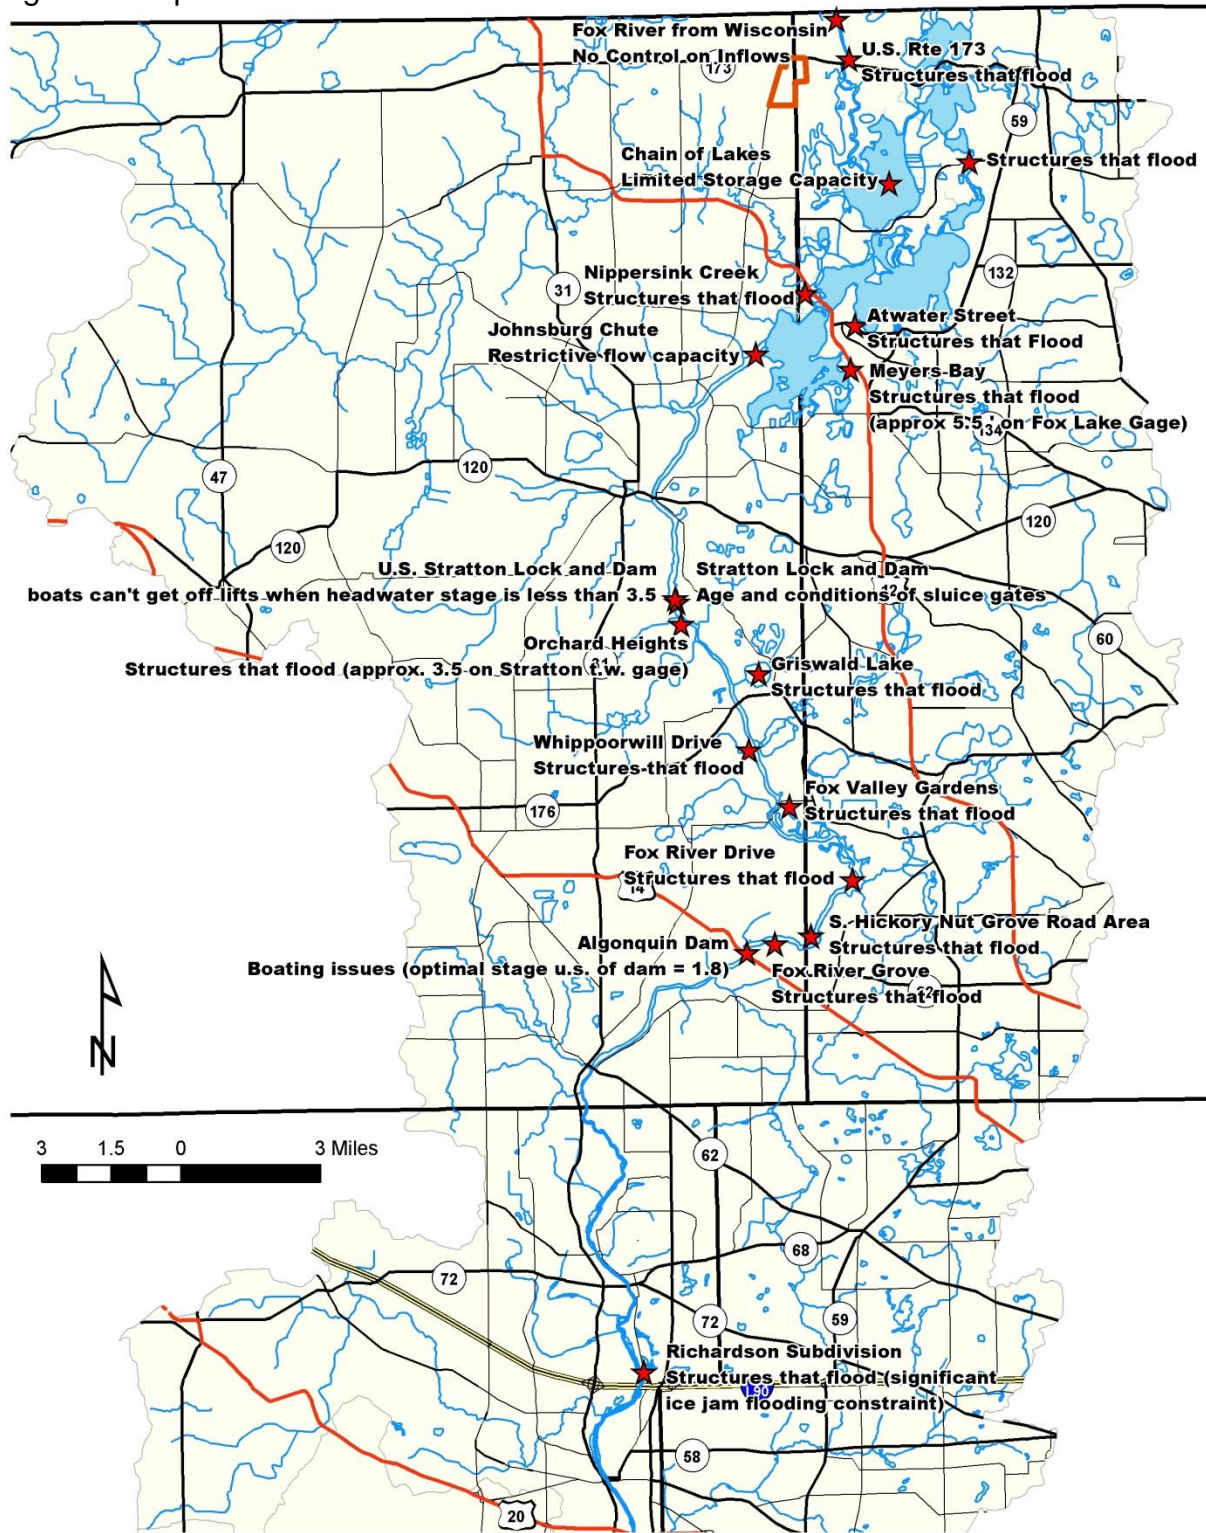 Fox River from Wisconsin
No Control on Inflows
U.S. Rte 173
Structures that flood
173
59
Chain of Lakes
Limited Storage Capacity
Structures that flood
Nippersink Creek
Structures that flood
31
132
Johnsburg Chute
Restrictive flow capacity
Atwater Street
Structures that Flood
Meyers Bay
Structures that flood
(approx 5.5 ' on Fox Lake Gage)
134
47
120
120
120
U.S. Stratton Lock and Dam
boats can't get off lifts when headwater stage is less than 3.5
Stratton Lock and Dam
Age and conditions of sluice gates
60
Orchard Heights
Structures that flood (approx. 3.5 on Stratton t.w. gage)
31
Griswald Lake
Structures that flood
Whippoorwill Drive
Structures that flood
176
Fox Valley Gardens
Structures that flood
Fox River Drive
Structures that flood
14
S. Hickory Nut Grove Road Area
Structures that flood
Algonquin Dam
Boating issues (optimal stage u.s. of dam = 1.8)
Fox River Grove
Structures that flood
N
3 1.5 0 3 Miles
62
68
72
72
59
Richardson Subdivision
Structures that flood (significant
ice jam flooding constraint)
I-90
58
20